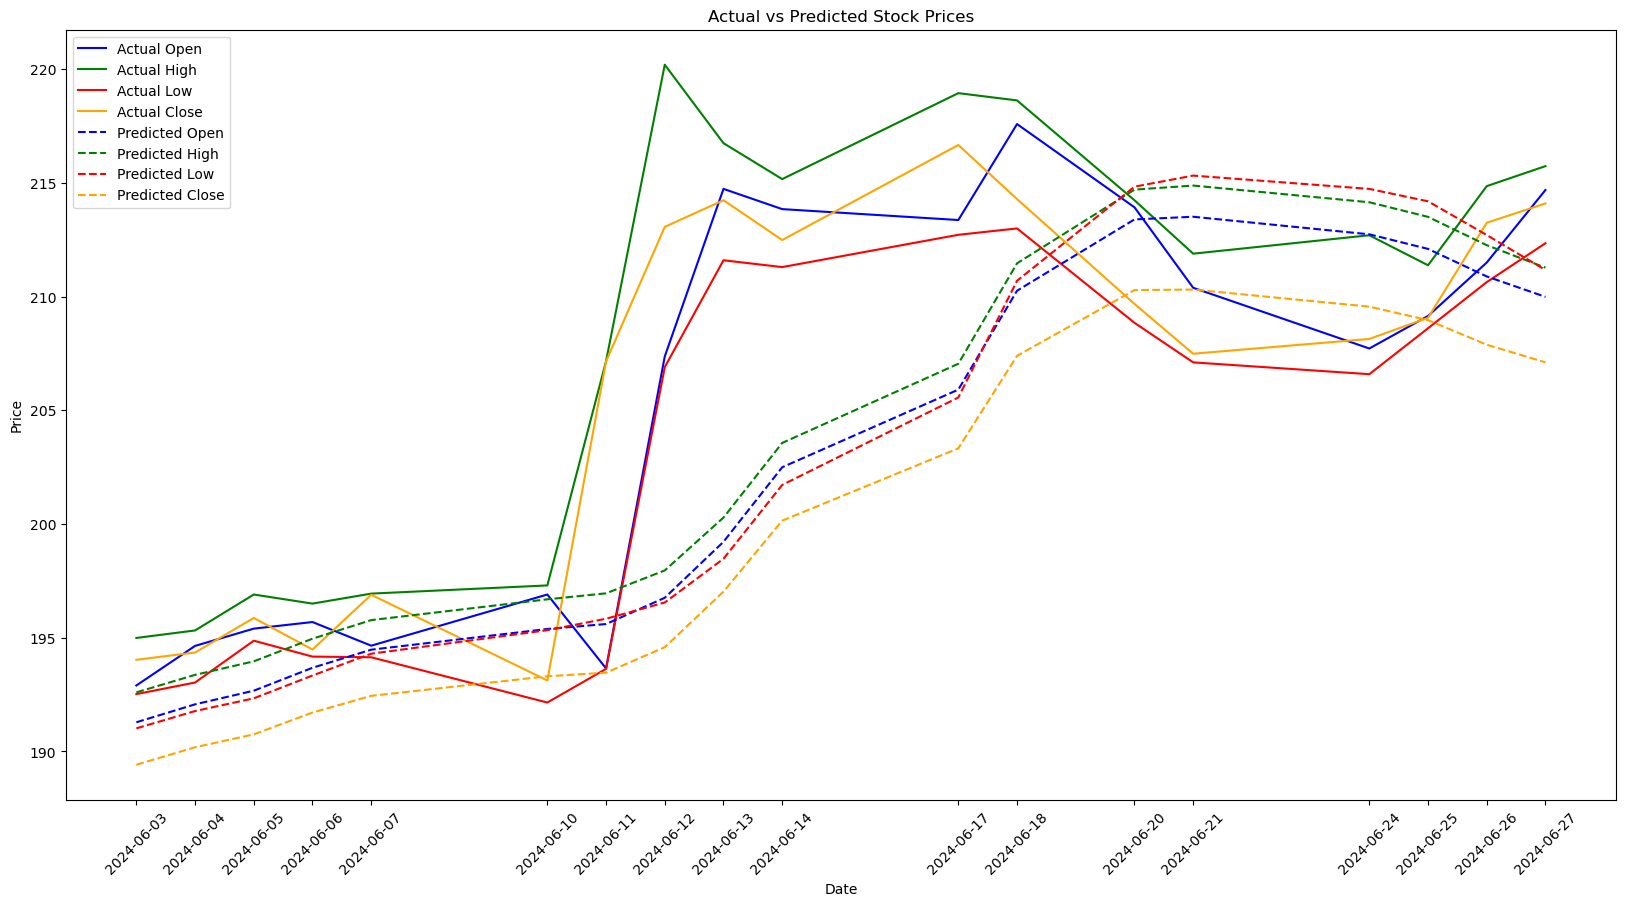 Actual vs Predicted Stock Prices
Actual Open
Actual High
Actual Low
Actual Close
Predicted Open
Predicted High
Predicted Low
Predicted Close
220
215
210
205
200
195
190
Price
2024-06-03
2024-06-04
2024-06-05
2024-06-06
2024-06-07
2024-06-10
2024-06-11
2024-06-12
2024-06-13
2024-06-14
2024-06-17
2024-06-18
2024-06-20
2024-06-21
2024-06-24
2024-06-25
2024-06-26
2024-06-27
Date